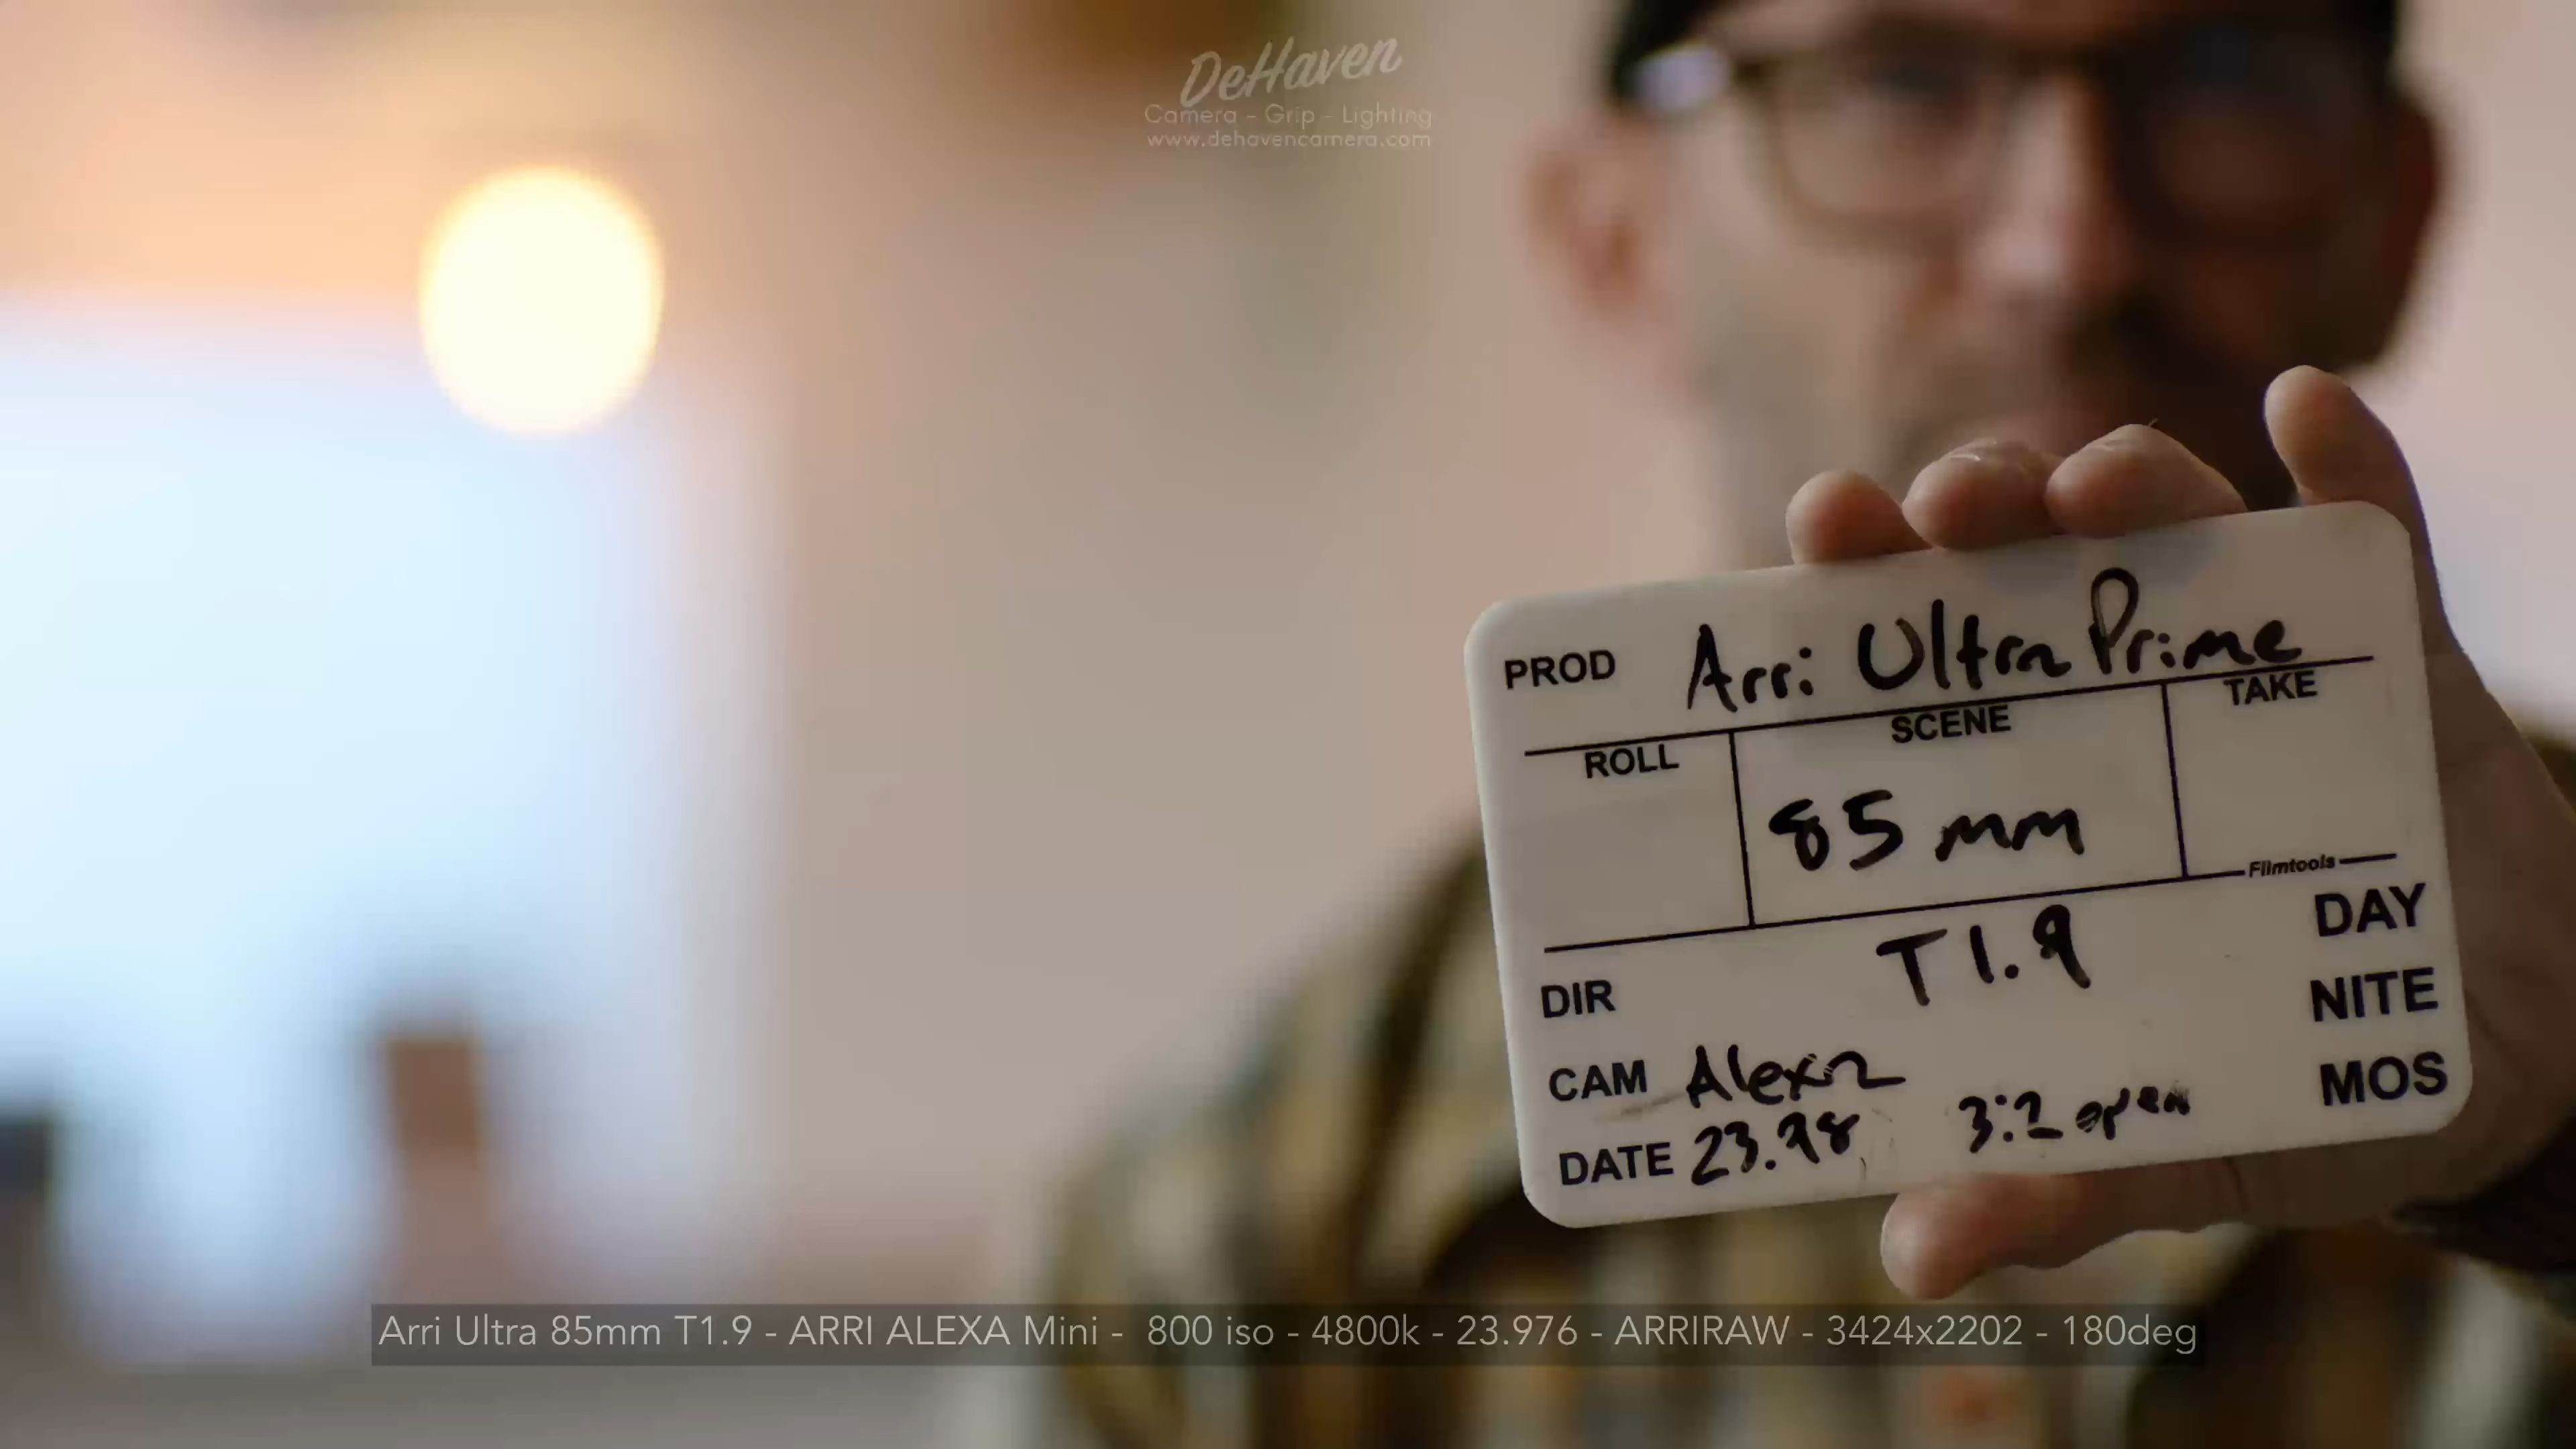 DeHaven
Camera - Grip - Lighting
www.dehavencamera.com
PROD Arri Ultra Prime
ROLL SCENE TAKE
85mm
Filmtools
T1.9
DAY
DIR
NITE
CAM Alexa
MOS
DATE 23.98 3:2 open
Arri Ultra 85mm T1.9 - ARRI ALEXA Mini - 800 iso - 4800k - 23.976 - ARRIRAW - 3424x2202 - 180deg